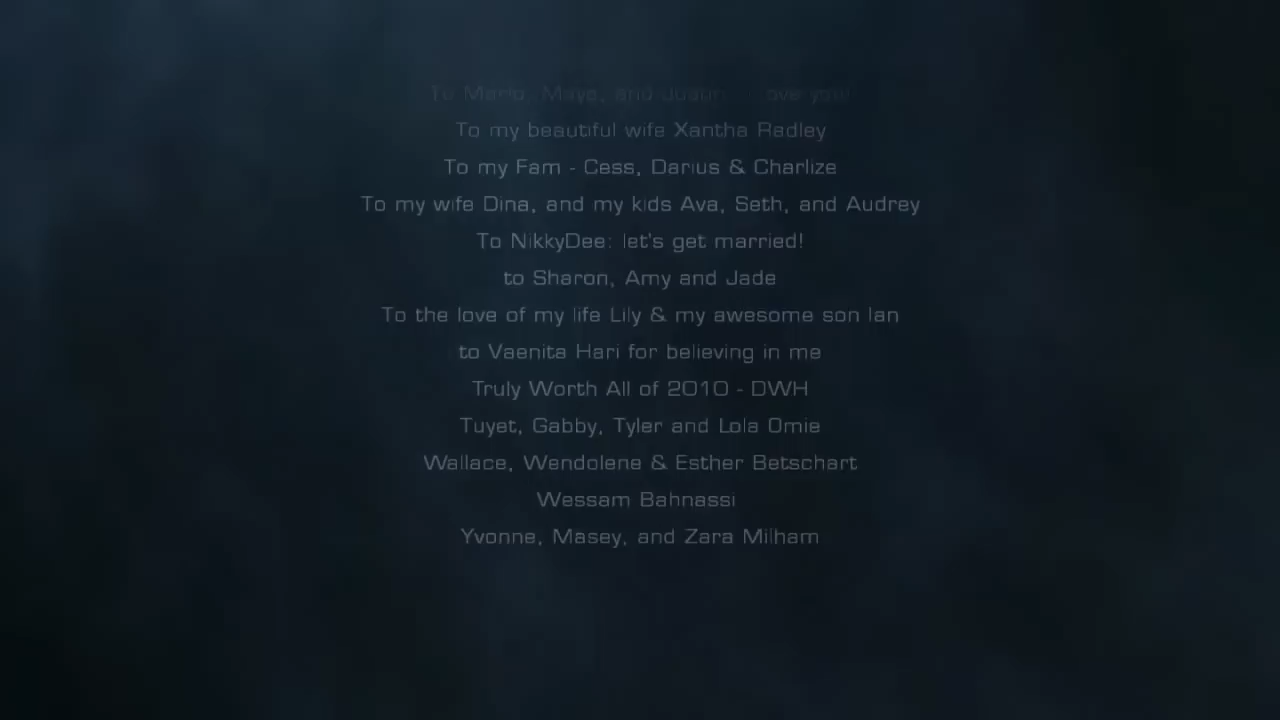 To Mario, Maya, and Justin I love you!
To my beautiful wife Xantha Radley
To my Fam - Cess, Darius & Charlize
To my wife Dina, and my kids Ava, Seth, and Audrey
To NikkyDee: let's get married!
to Sharon, Amy and Jade
To the love of my life Lily & my awesome son Ian
to Vaenita Hari for believing in me
Truly Worth All of 2010 - DWH
Tuyet, Gabby, Tyler and Lola Omie
Wallace, Wendolene & Esther Betschart
Wessam Bahnassi
Yvonne, Masey, and Zara Milham